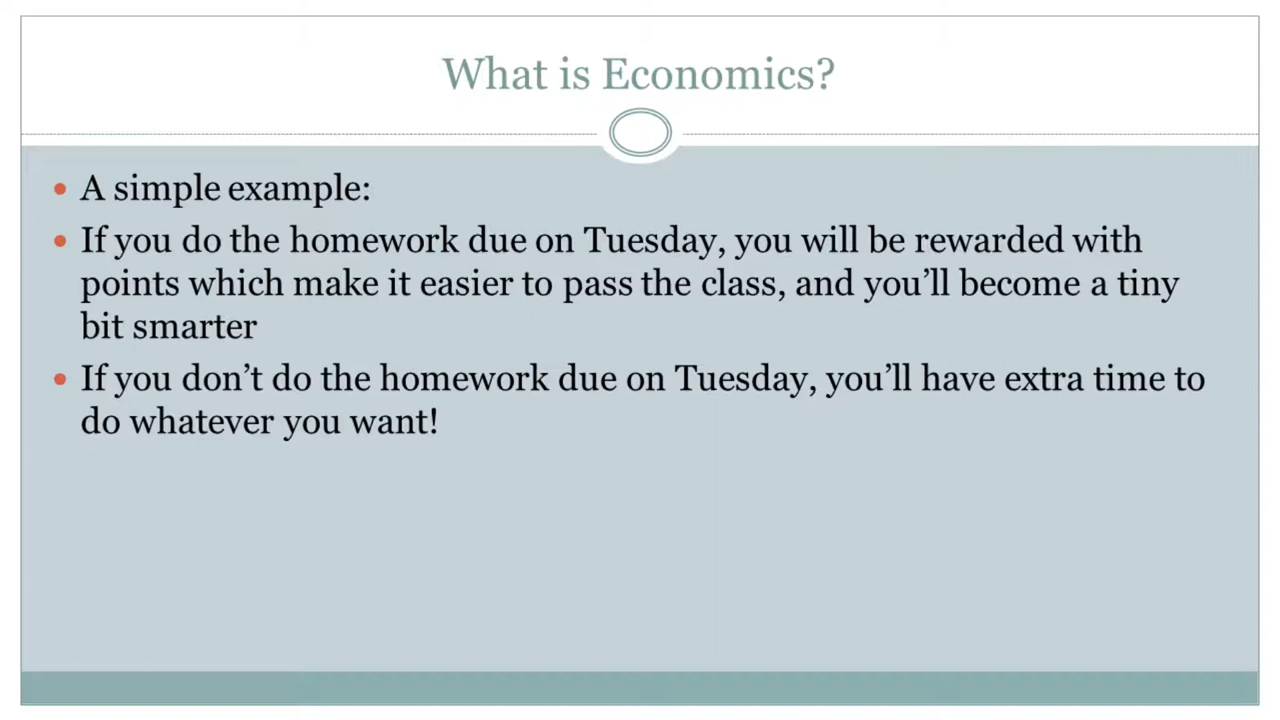 What is Economics?
• A simple example:
• If you do the homework due on Tuesday, you will be rewarded with
points which make it easier to pass the class, and you’ll become a tiny
bit smarter
• If you don’t do the homework due on Tuesday, you’ll have extra time to
do whatever you want!